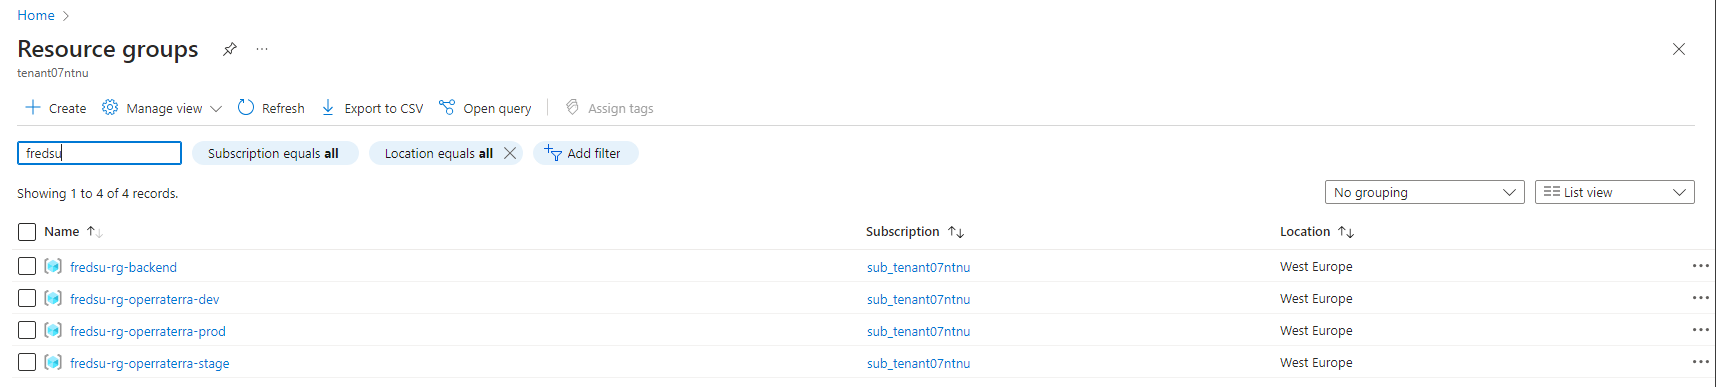 Home
Resource groups
tenant07ntnu
Create Manage view Refresh Export to CSV Open query Assign tags
fredsu Subscription equals all Location equals all Add filter
Showing 1 to 4 of 4 records. No grouping List view
Name Subscription Location
fredsu-rg-backend sub_tenant07ntnu West Europe
fredsu-rg-operraterra-dev sub_tenant07ntnu West Europe
fredsu-rg-operraterra-prod sub_tenant07ntnu West Europe
fredsu-rg-operraterra-stage sub_tenant07ntnu West Europe